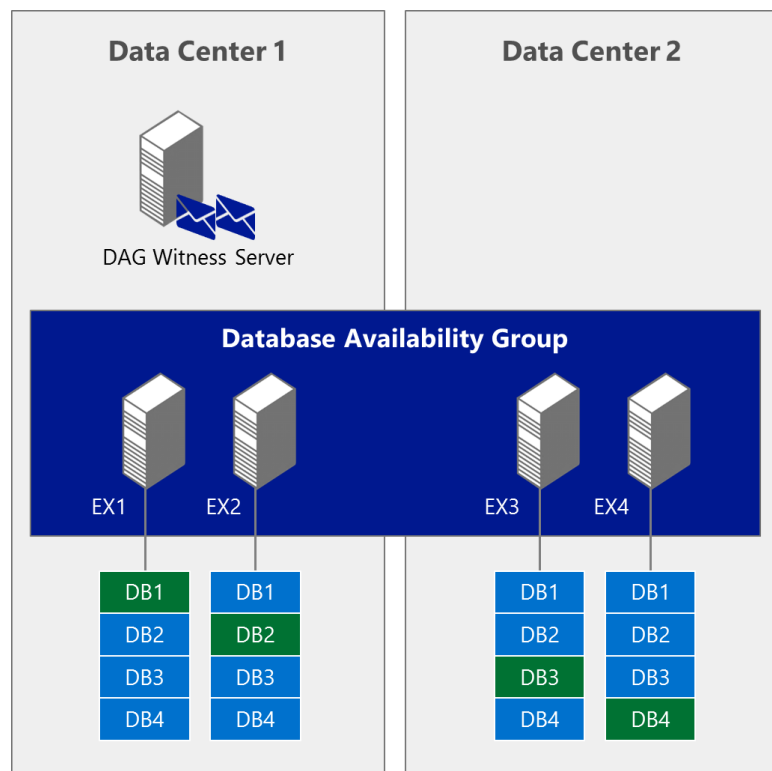 Data Center 1
Data Center 2
DAG Witness Server
Database Availability Group
EX1
EX2
EX3
EX4
DB1
DB2
DB3
DB4
DB1
DB2
DB3
DB4
DB1
DB2
DB3
DB4
DB1
DB2
DB3
DB4